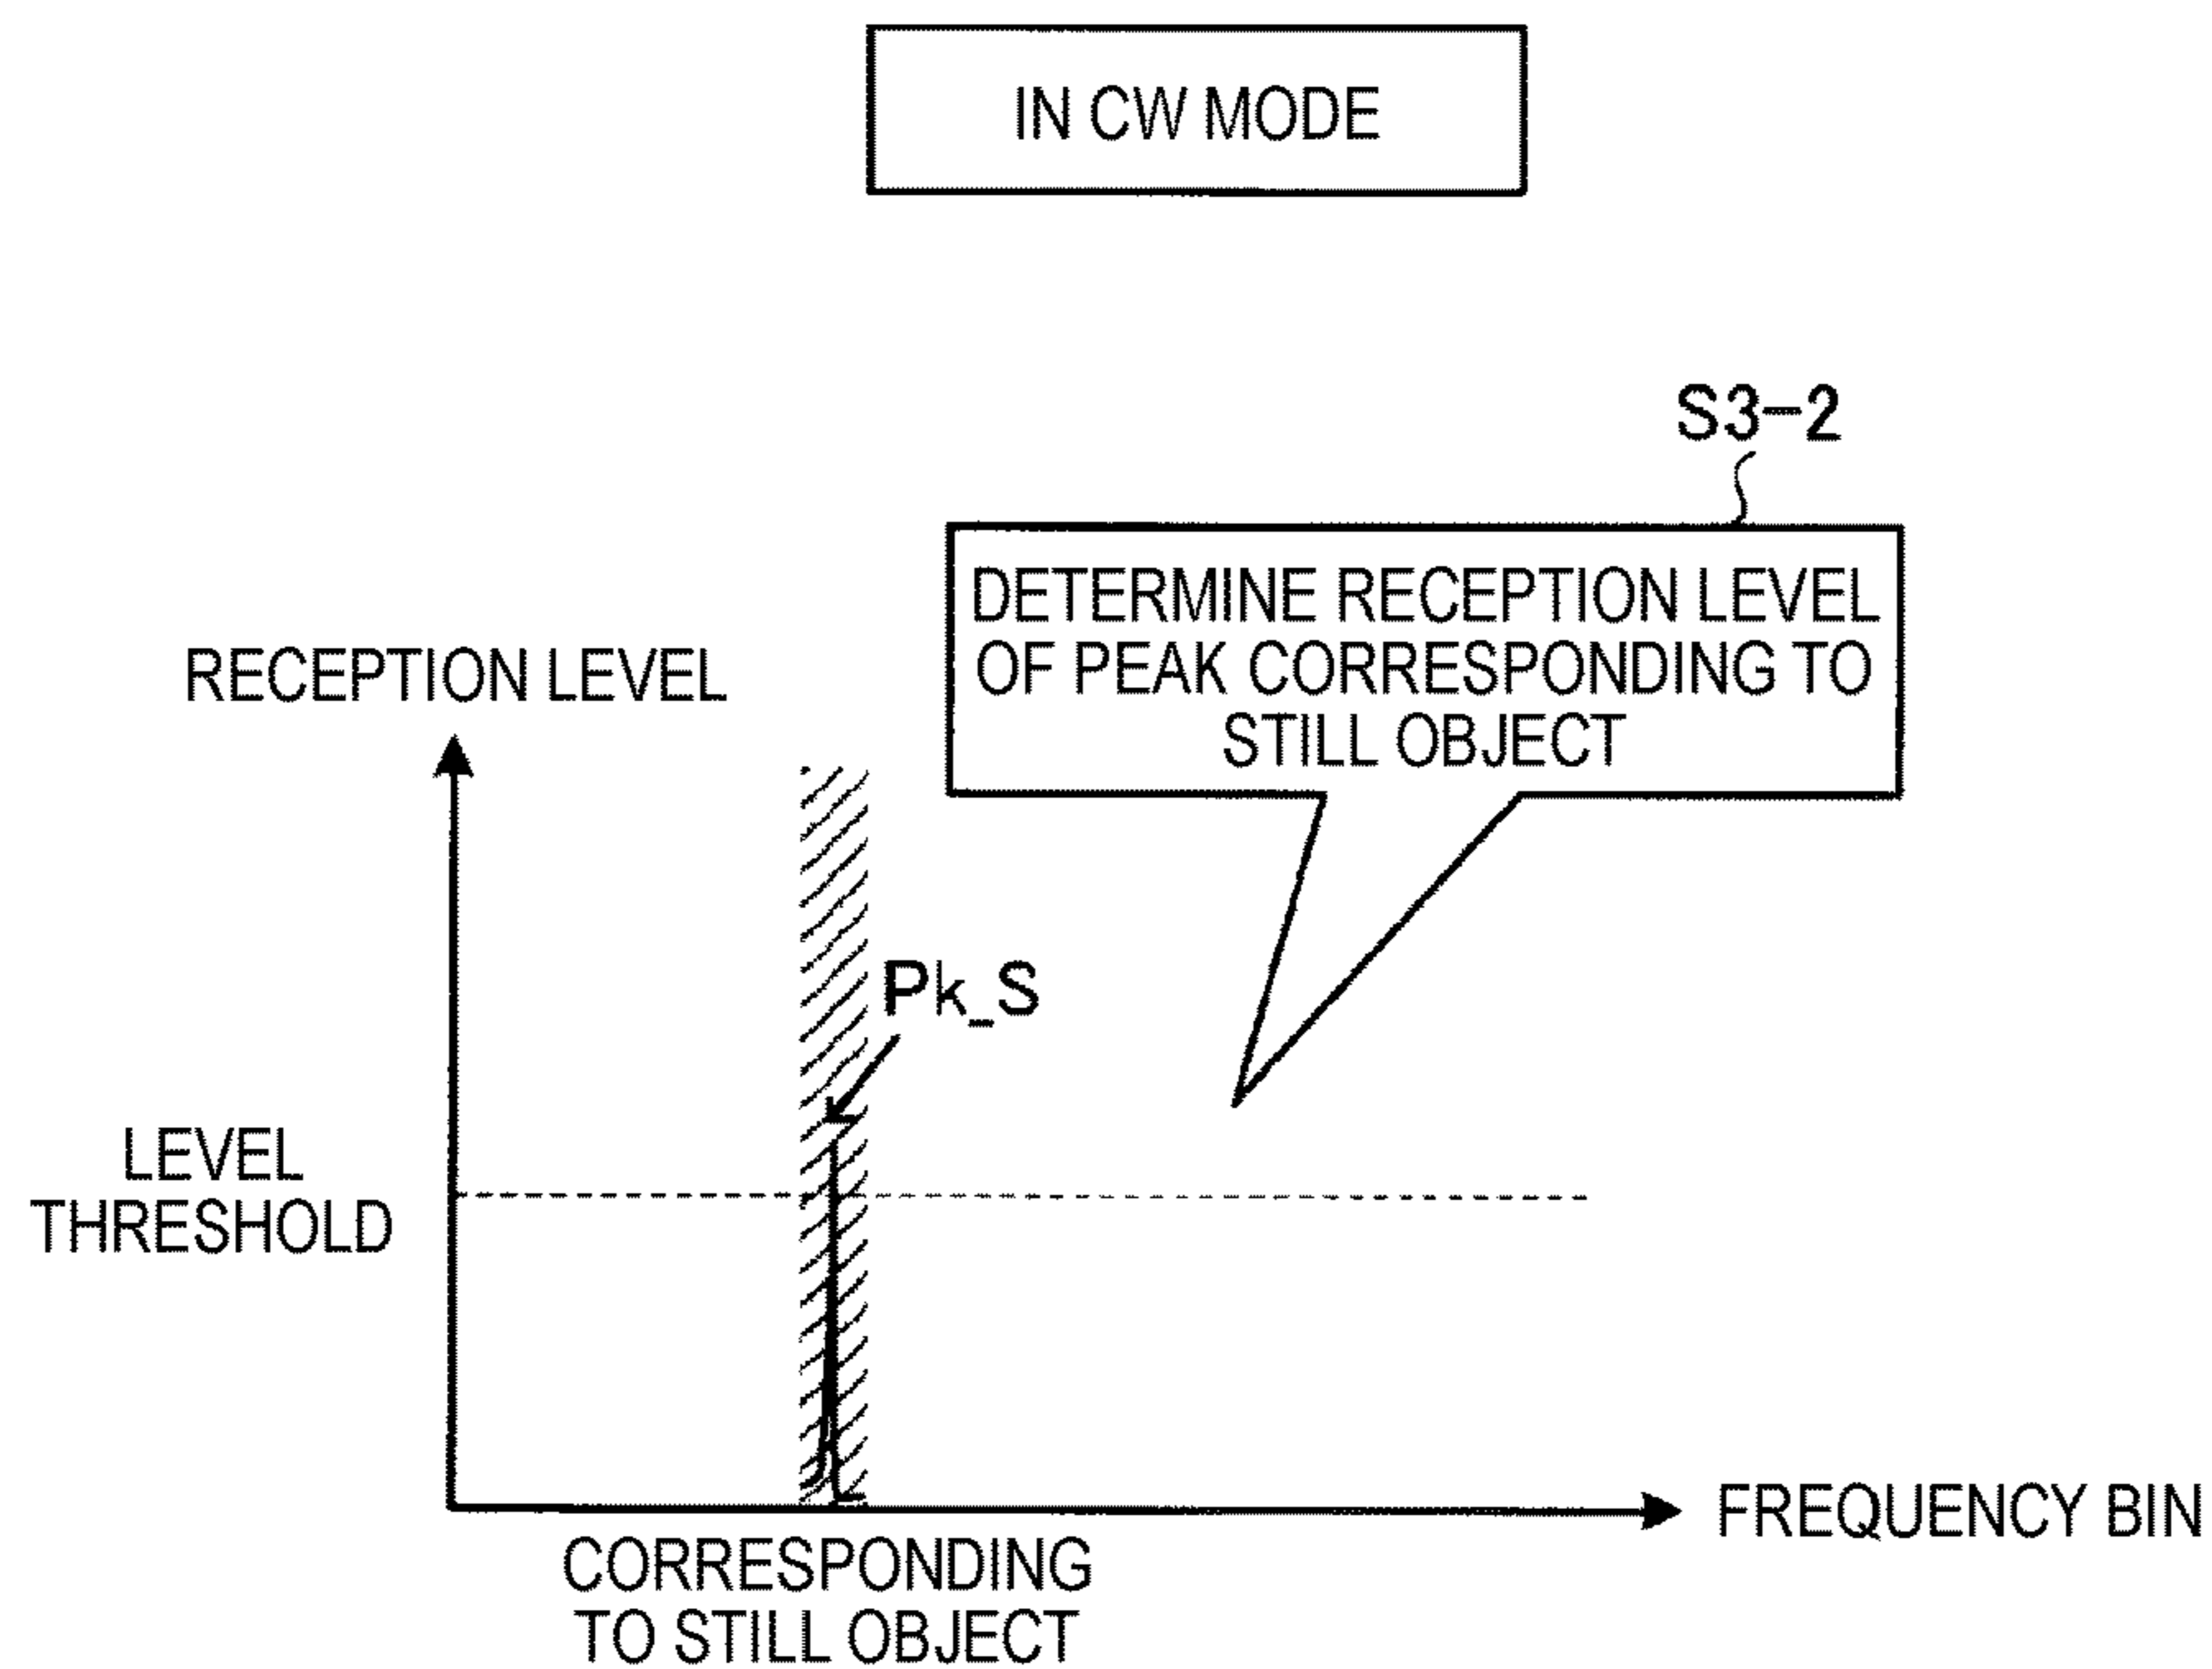 IN CW MODE
S3-2
DETERMINE RECEPTION LEVEL
OF PEAK CORRESPONDING TO
STILL OBJECT
RECEPTION LEVEL
Pk_S
LEVEL
THRESHOLD
FREQUENCY BIN
CORRESPONDING
TO STILL OBJECT